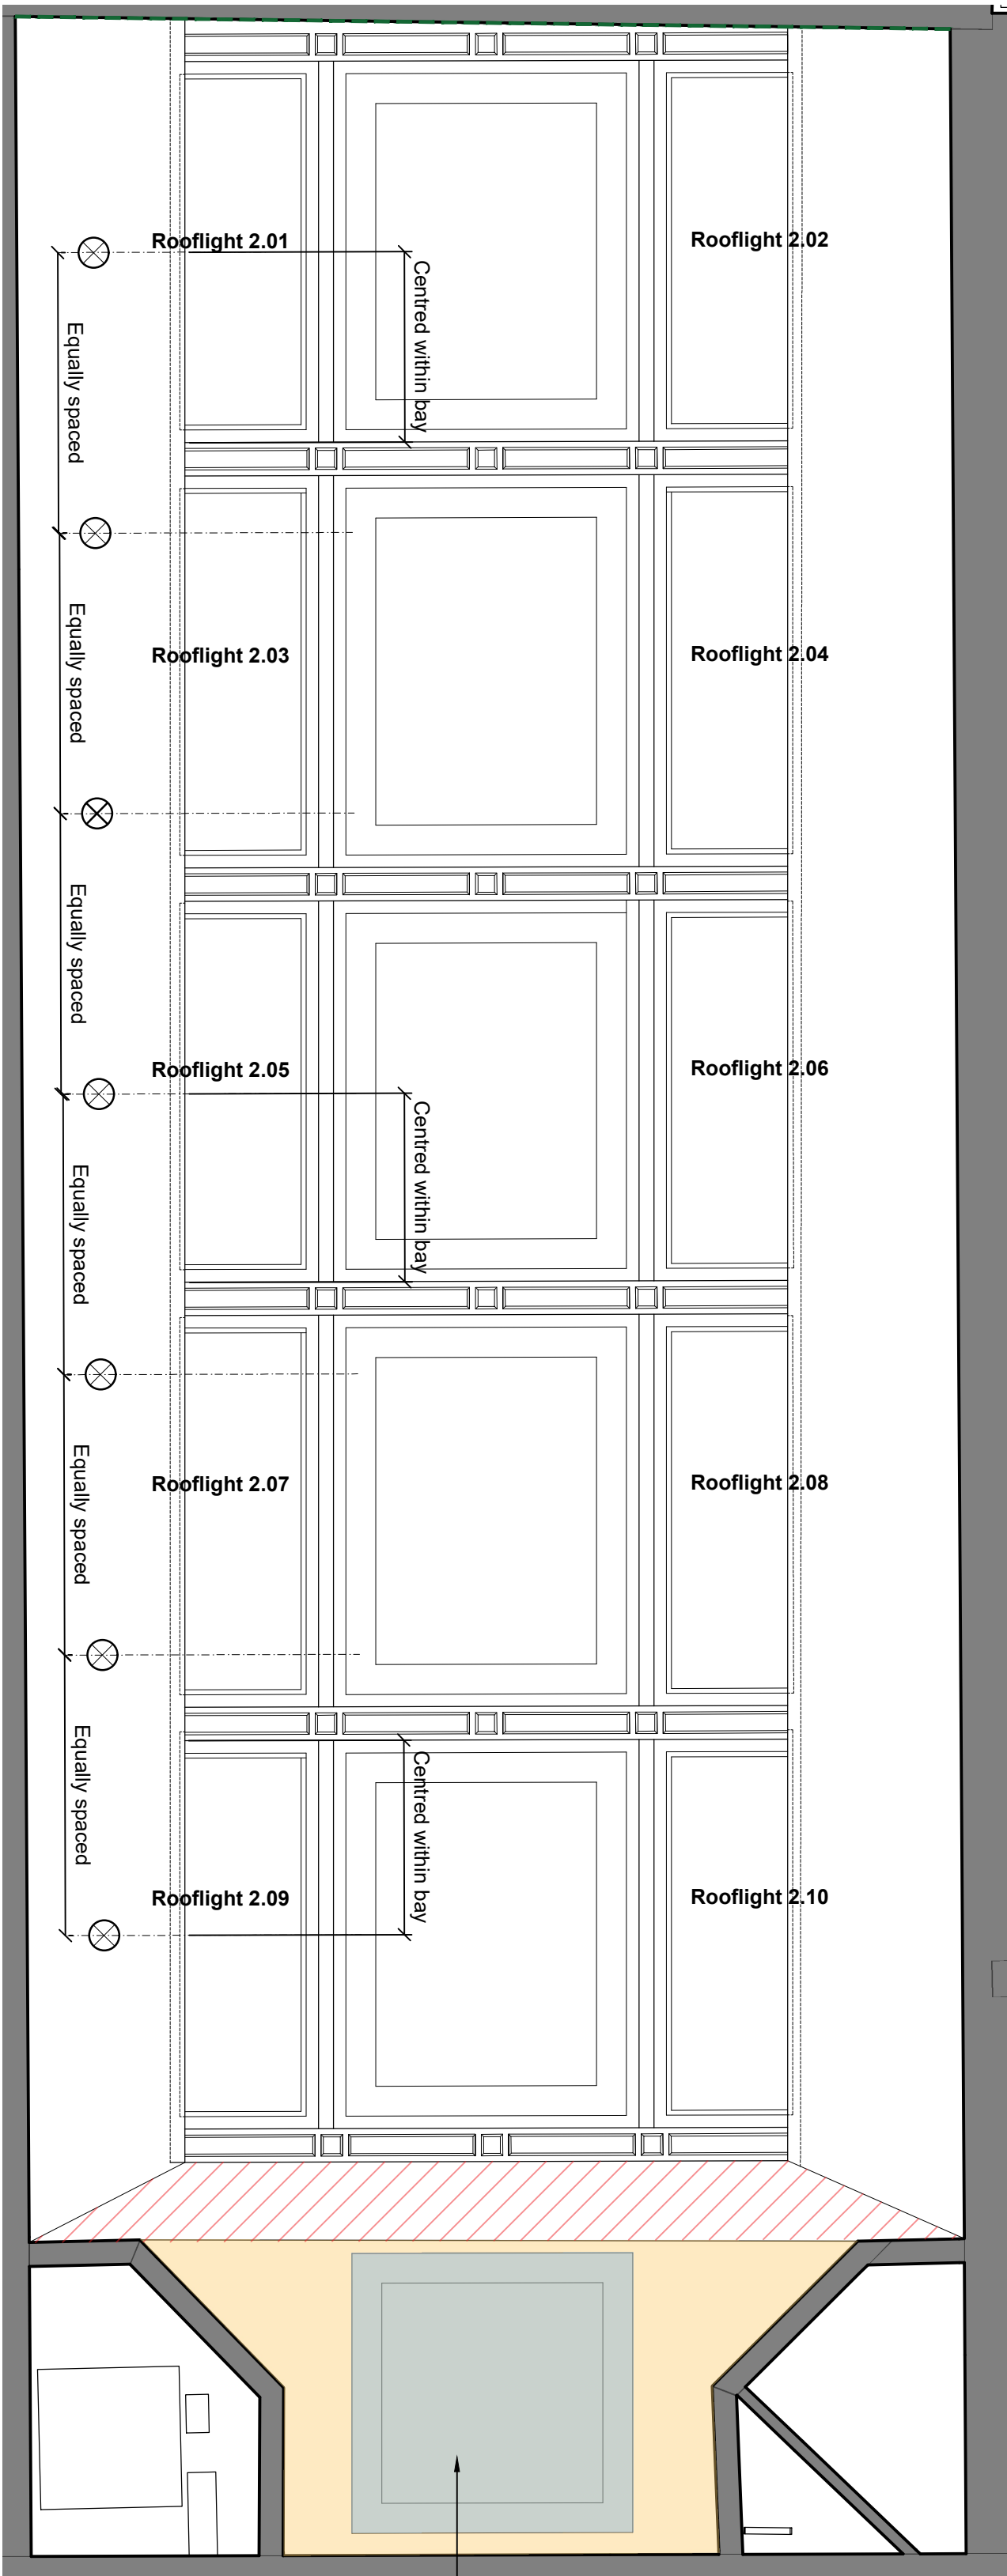 Rooflight 2.01
Rooflight 2.02
Centred within bay
Equally spaced
Equally spaced
Rooflight 2.03
Rooflight 2.04
Equally spaced
Rooflight 2.05
Rooflight 2.06
Centred within bay
Equally spaced
Rooflight 2.07
Rooflight 2.08
Equally spaced
Equally spaced
Centred within bay
Rooflight 2.09
Rooflight 2.10